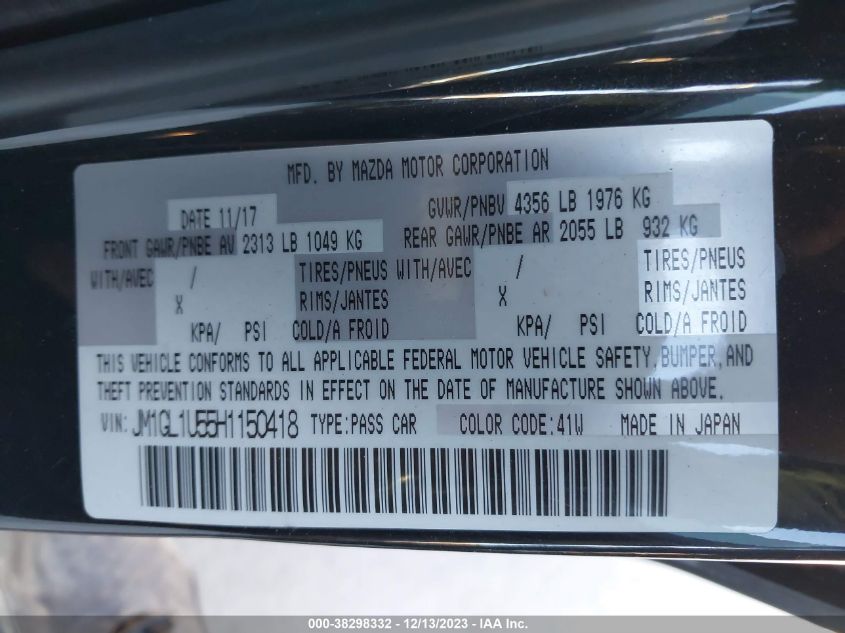 MFD. BY MAZDA MOTOR CORPORATION
DATE 11/17 GVWR/PNBV 4356 LB 1976 KG
FRONT GAWR/PNBE AV 2313 LB 1049 KG REAR GAWR/PNBE AR 2055 LB 932 KG
WITH/AVEC / TIRES/PNEUS WITH/AVEC / TIRES/PNEUS
X RIMS/JANTES X RIMS/JANTES
KPA/ PSI COLD/A FROID KPA/ PSI COLD/A FROID
THIS VEHICLE CONFORMS TO ALL APPLICABLE FEDERAL MOTOR VEHICLE SAFETY, BUMPER, AND
THEFT PREVENTION STANDARDS IN EFFECT ON THE DATE OF MANUFACTURE SHOWN ABOVE.
VIN: JM1GL1U55H1150418 TYPE:PASS CAR COLOR CODE:41W MADE IN JAPAN
000-38298332 - 12/13/2023 - IAA Inc.